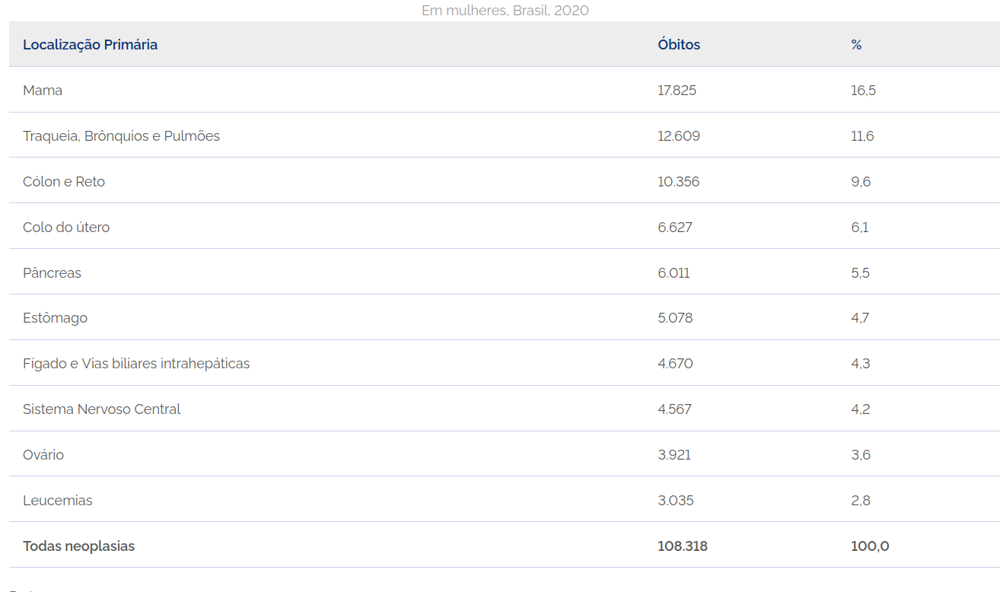 Em mulheres, Brasil, 2020
Localização Primária Óbitos %
Mama 17.825 16,5
Traqueia, Brônquios e Pulmões 12.609 11,6
Cólon e Reto 10.356 9,6
Colo do útero 6.627 6,1
Pâncreas 6.011 5,5
Estômago 5.078 4,7
Fígado e Vias biliares intrahepáticas 4.670 4,3
Sistema Nervoso Central 4.567 4,2
Ovário 3.921 3,6
Leucemias 3.035 2,8
Todas neoplasias 108.318 100,0